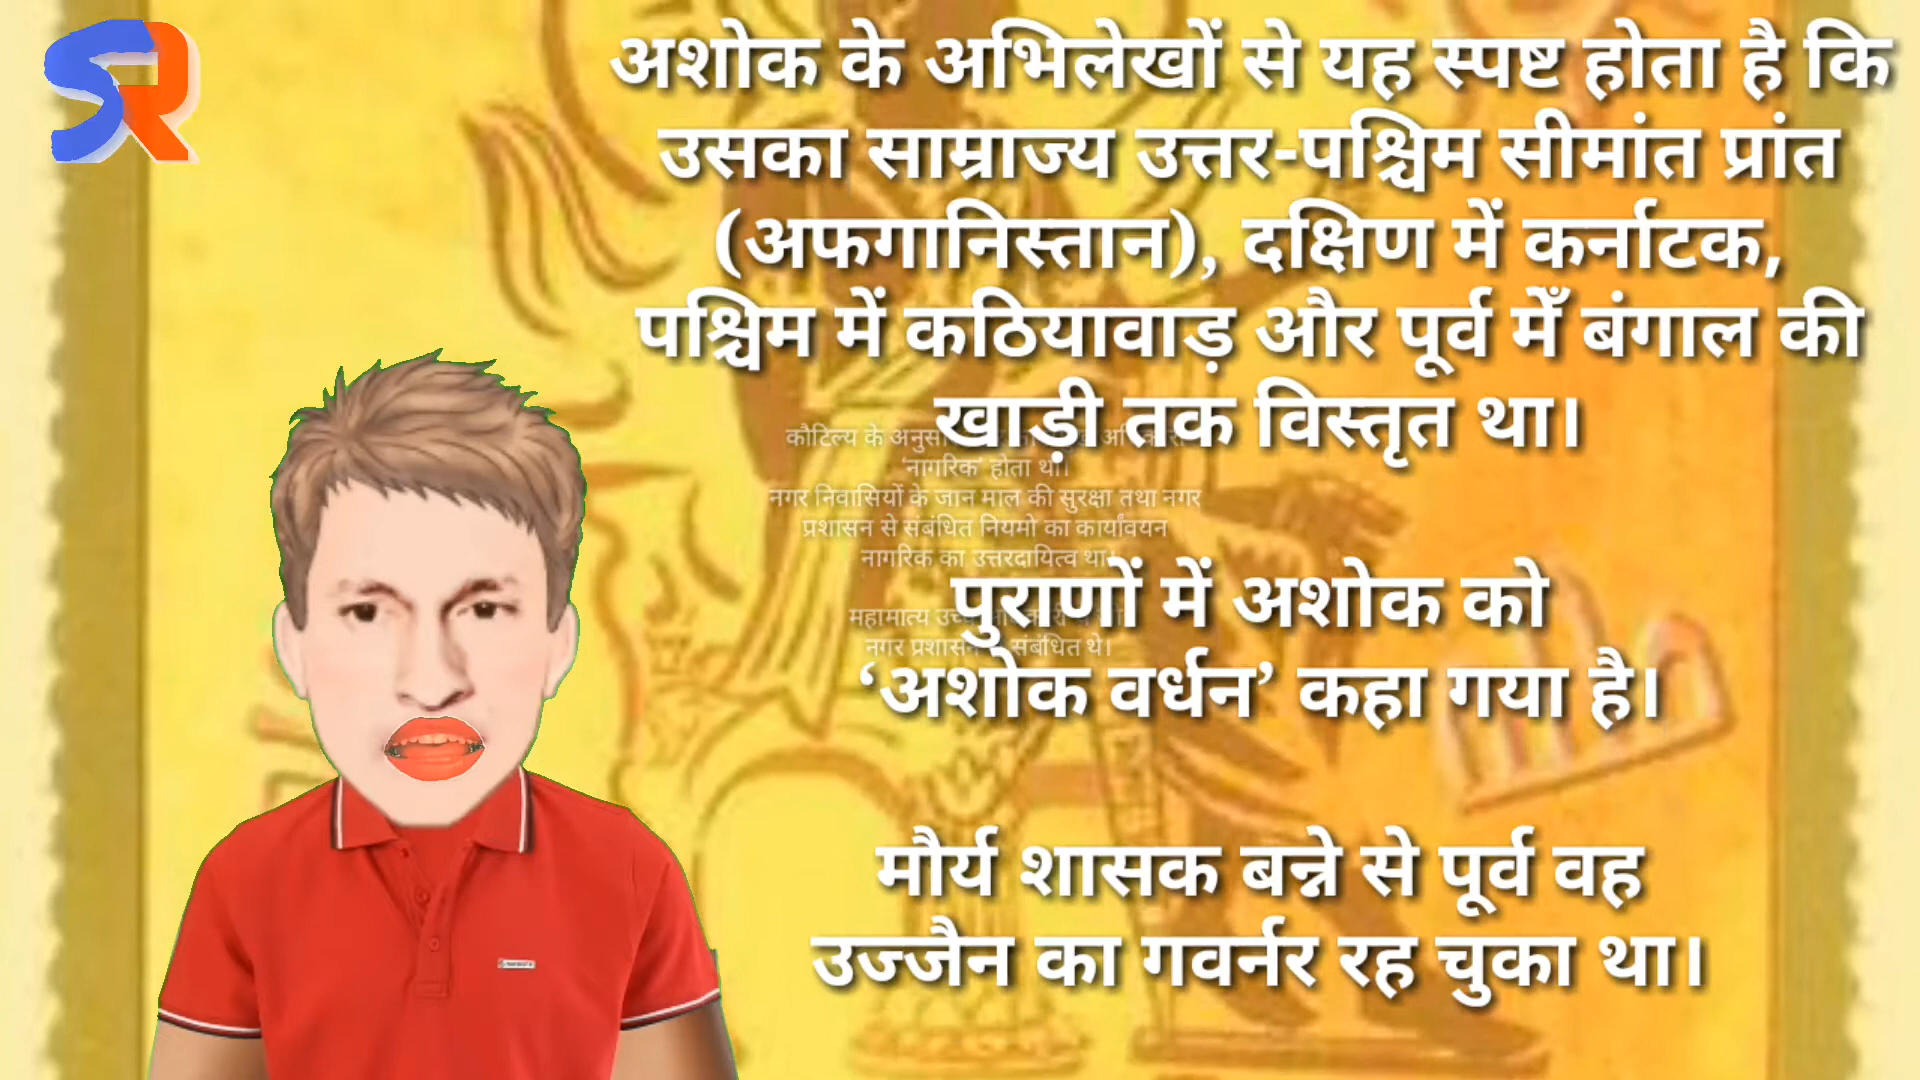 SR
अशोक के अभिलेखों से यह स्पष्ट होता है कि
उसका साम्राज्य उत्तर-पश्चिम सीमांत प्रांत
(अफगानिस्तान), दक्षिण में कर्नाटक,
पश्चिम में कठियावाड़ और पूर्व मेँ बंगाल की
खाड़ी तक विस्तृत था।
कौटिल्य के
‘नागरिक’ होता था।
नगर निवासियों के जान माल की सुरक्षा तथा नगर
प्रशासन से संबंधित नियमो का कार्यांवयन
नागरिक का उत्तरदायित्व था।
पुराणों में अशोक को
महामात्य
नगर प्रशासन संबंधित थे।
‘अशोक वर्धन’ कहा गया है।
मौर्य शासक बन्ने से पूर्व वह
उज्जैन का गवर्नर रह चुका था।